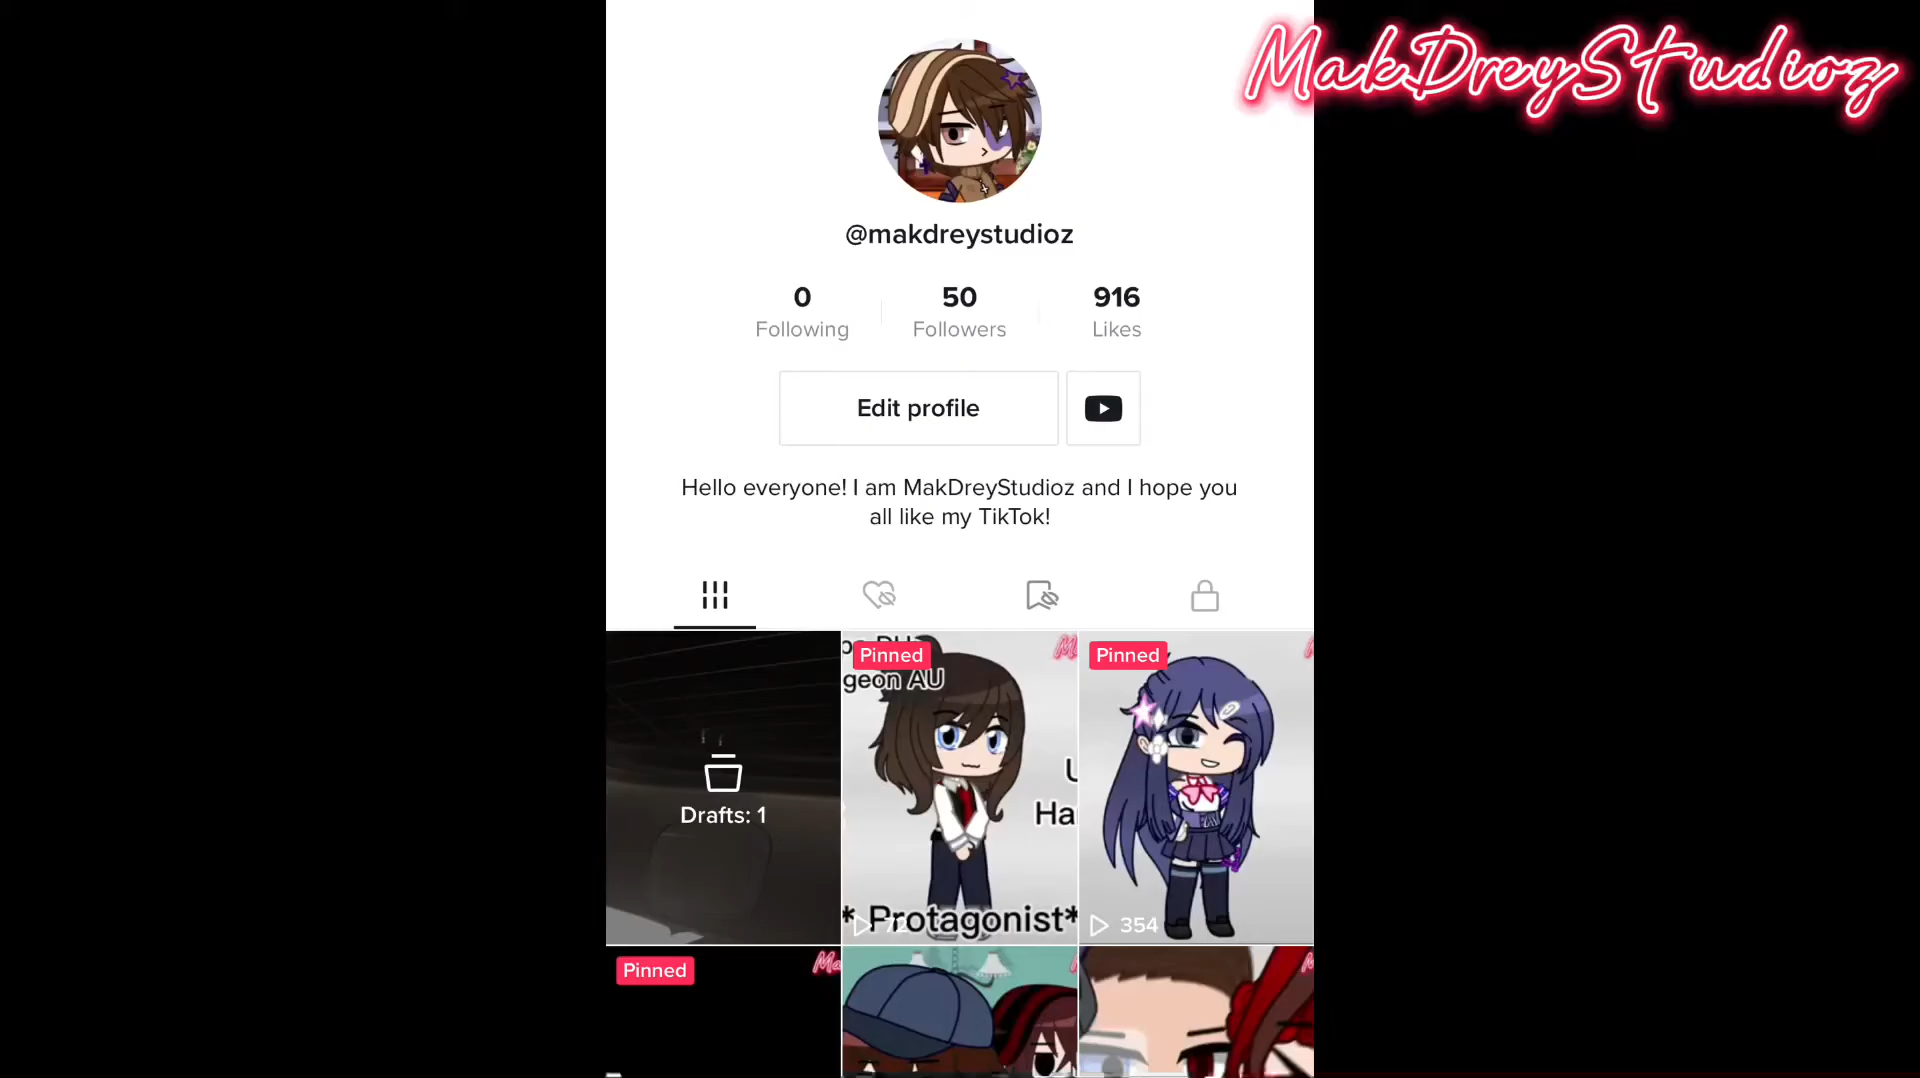 MakDreyStudioz
@makdreystudioz
0 50 916
Following Followers Likes
Edit profile
Hello everyone! I am MakDreyStudioz and I hope you
all like my TikTok!
Pinned
Pinned
geon AU
Ha
Drafts: 1
*Protagonist*
354
Pinned